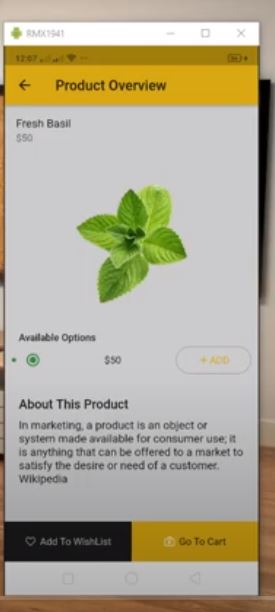 RMX1941
12:07
Product Overview
Fresh Basil
$50
Available Options
$50
+ ADD
About This Product
In marketing, a product is an object or
system made available for consumer use; it
is anything that can be offered to a market to
satisfy the desire or need of a customer.
Wikipedia
Add To WishList
Go To Cart